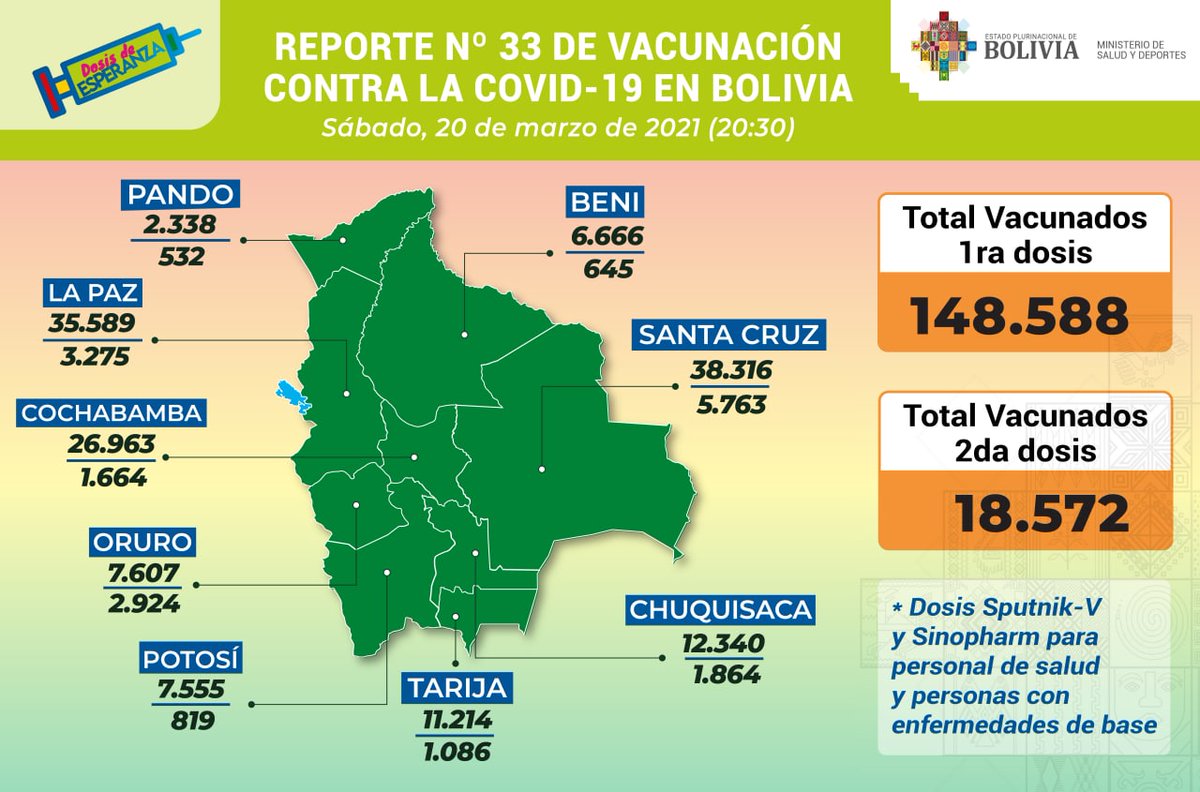 Dosis de
ESPERANZA
REPORTE Nº 33 DE VACUNACIÓN
CONTRA LA COVID-19 EN BOLIVIA
Sábado, 20 de marzo de 2021 (20:30)
ESTADO PLURINACIONAL DE
BOLIVIA
MINISTERIO DE
SALUD Y DEPORTES
PANDO
2.338
532
BENI
6.666
645
LA PAZ
35.589
3.275
SANTA CRUZ
38.316
5.763
COCHABAMBA
26.963
1.664
ORURO
7.607
2.924
CHUQUISACA
12.340
1.864
POTOSÍ
7.555
819
TARIJA
11.214
1.086
Total Vacunados
1ra dosis
148.588
Total Vacunados
2da dosis
18.572
* Dosis Sputnik-V
y Sinopharm para
personal de salud
y personas con
enfermedades de base